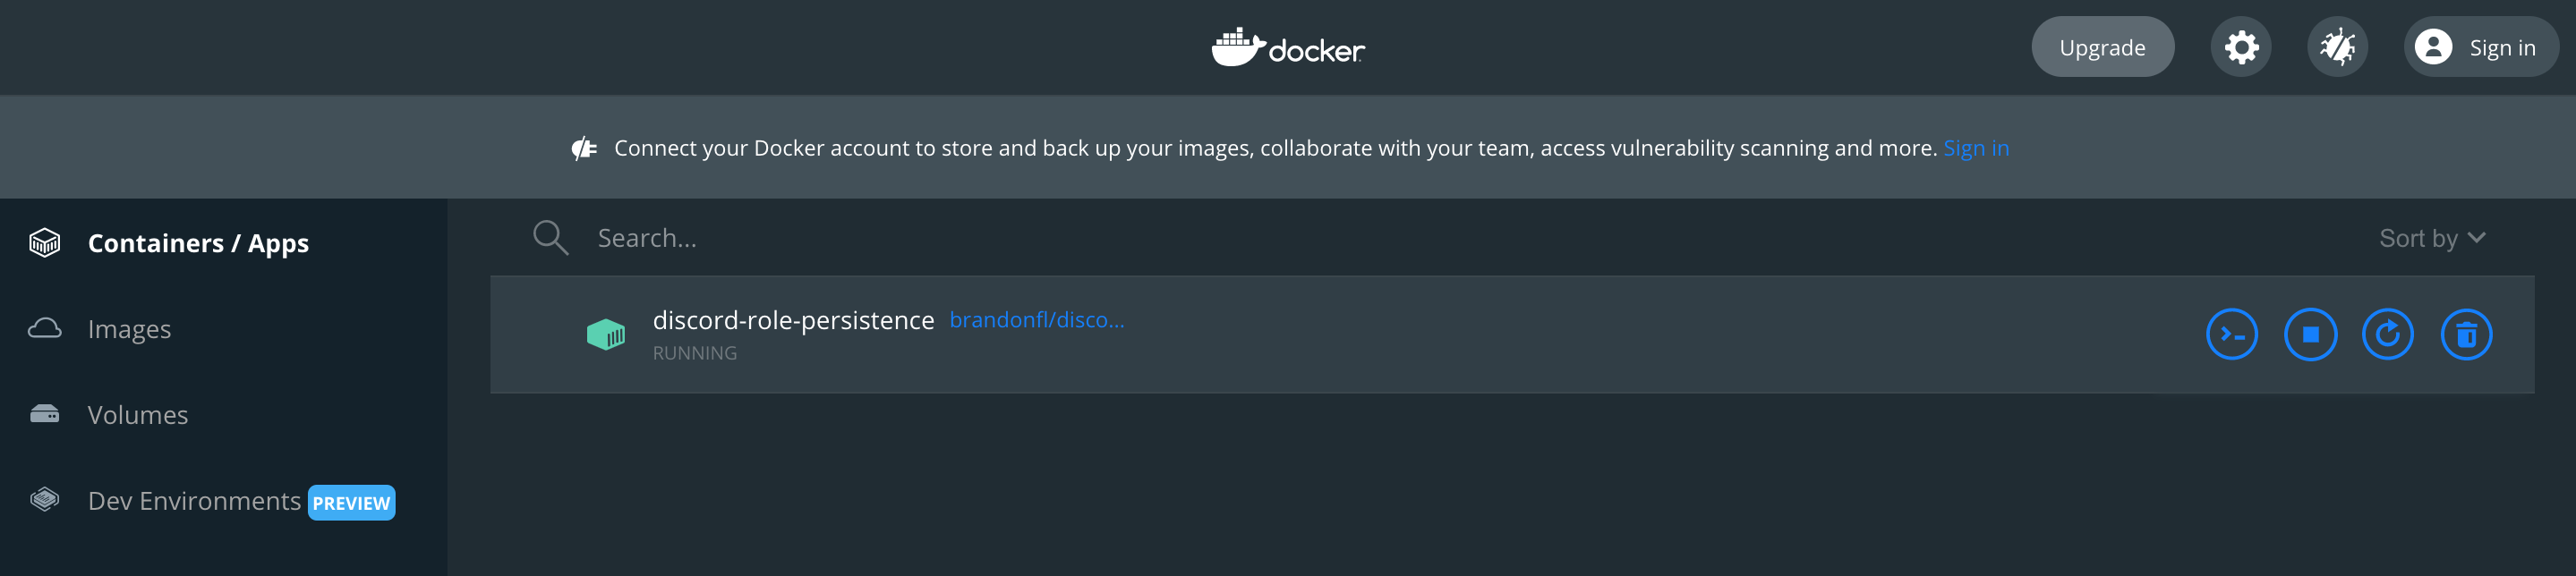 docker
Upgrade
Sign in
Connect your Docker account to store and back up your images, collaborate with your team, access vulnerability scanning and more. Sign in
Containers / Apps
Images
Volumes
Dev Environments PREVIEW
Search...
Sort by
discord-role-persistence brandonfl/disco...
RUNNING